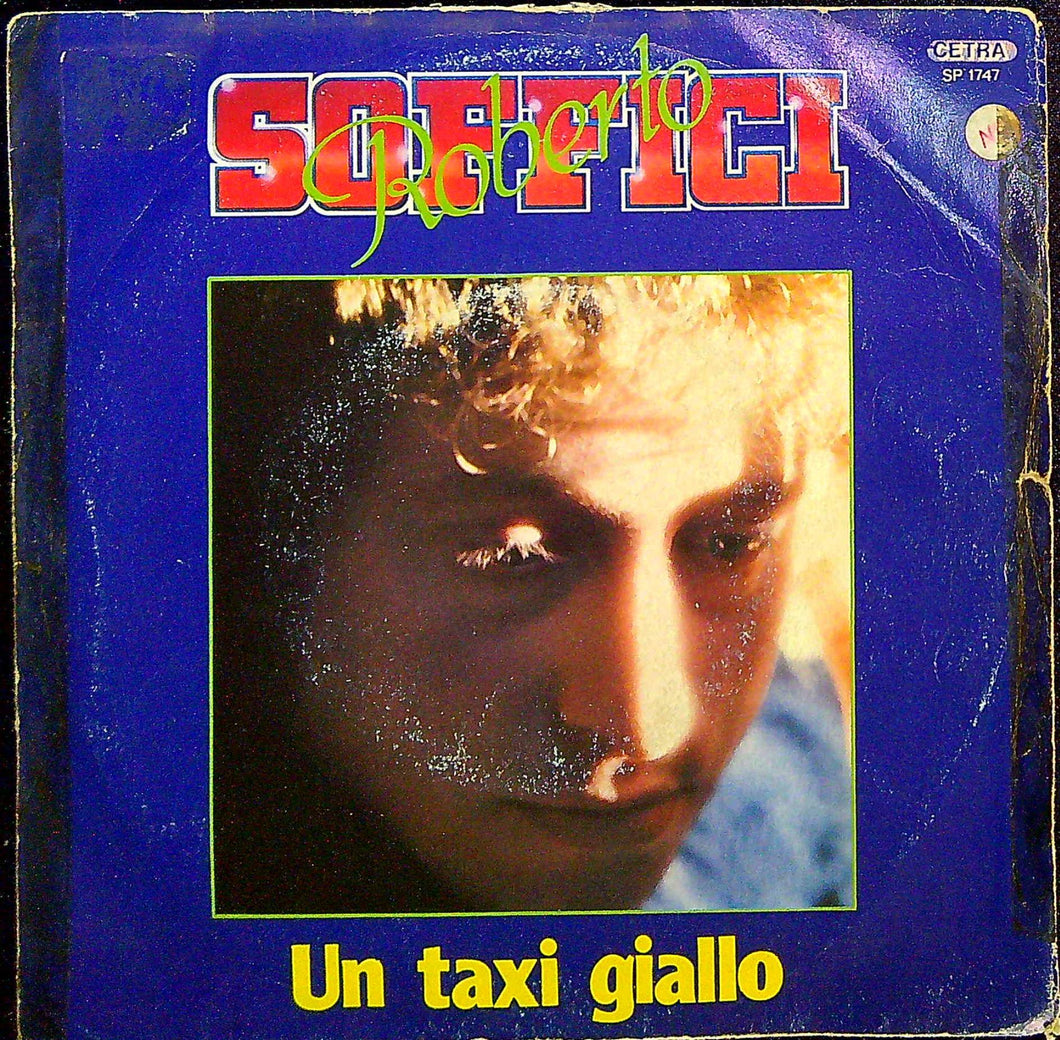 CETRA
SP 1747
Roberto
SOFFICI
N
Un taxi giallo